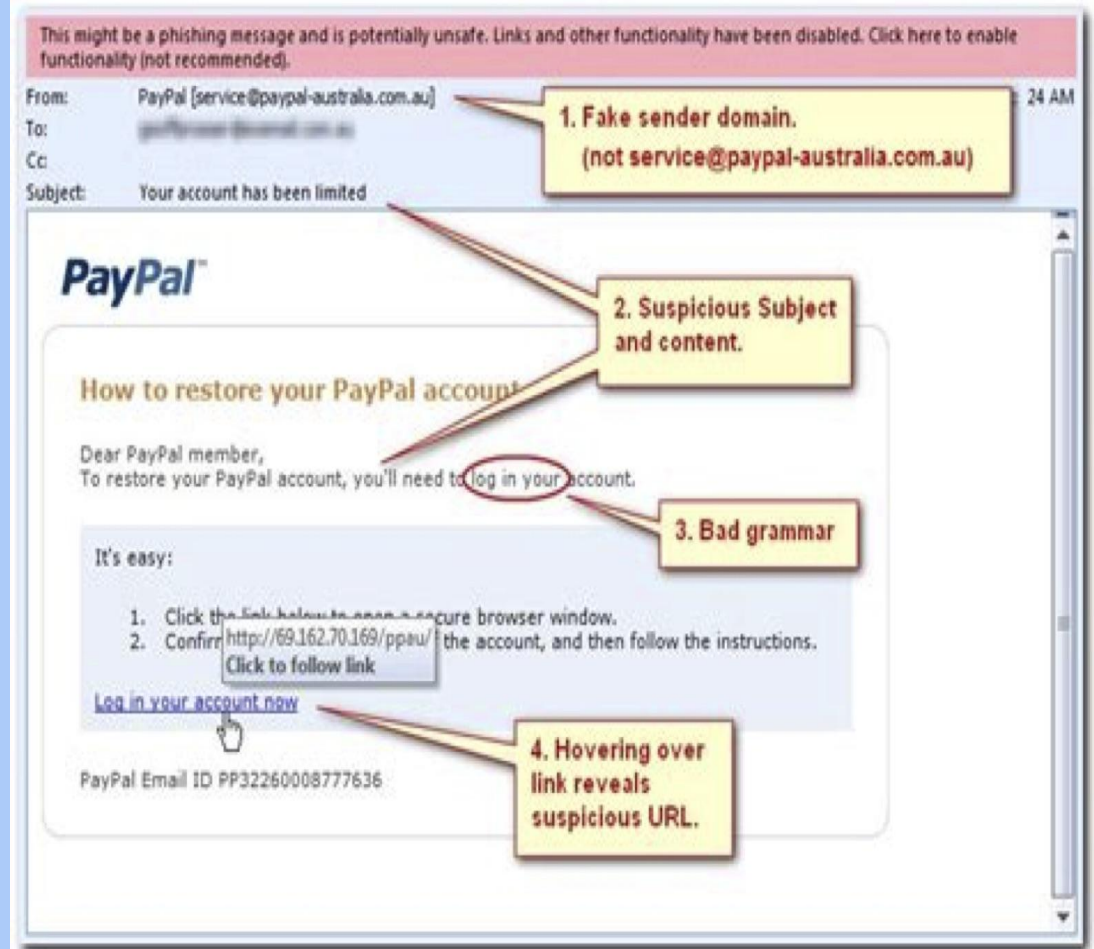 This might be a phishing message and is potentially unsafe. Links and other functionality have been disabled. Click here to enable
functionality (not recommended).
From: PayPal [service@paypal-australia.com.au]
24 AM
To:
Cc
Subject: Your account has been limited
1. Fake sender domain.
(not service@paypal-australia.com.au)
PayPal™
2. Suspicious Subject
and content.
How to restore your PayPal account
Dear PayPal member,
To restore your PayPal account, you'll need to log in your account.
3. Bad grammar
It's easy:
1. Click the link below to open a secure browser window.
2. Confirm the account, and then follow the instructions.
http://69.162.70.169/ppau/
Click to follow link
Log in your account now
4. Hovering over
link reveals
suspicious URL.
PayPal Email ID PP32260008777636